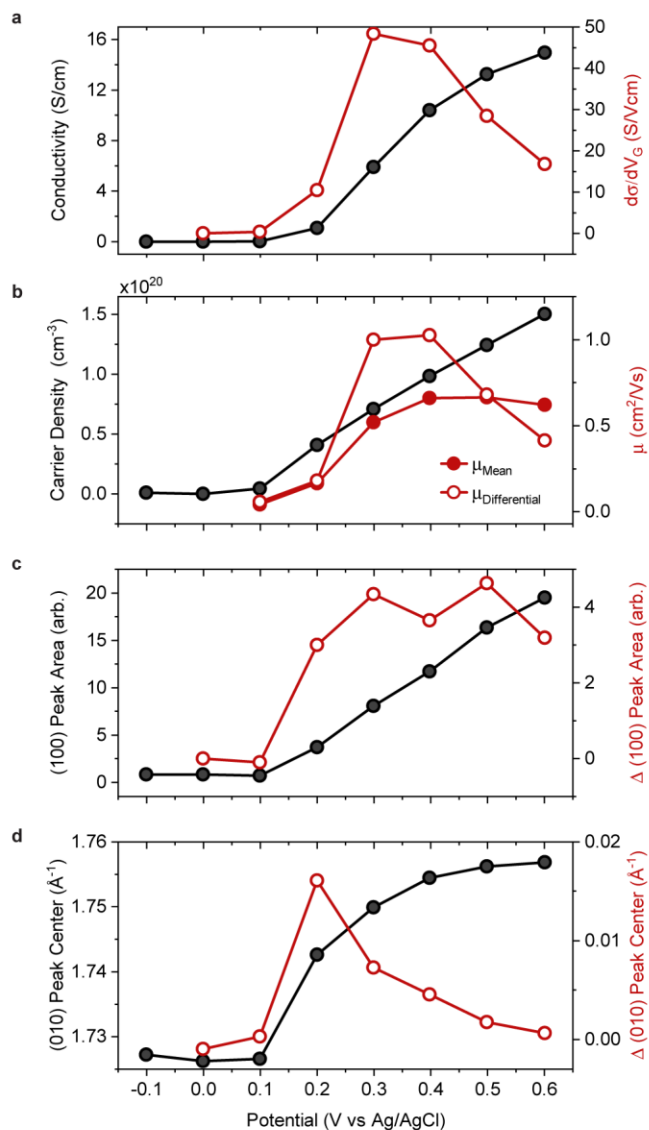 a
16
12
8
4
0
Conductivity (S/cm)
50
40
30
20
10
0
dσ/dV_G (S/Vcm)
b
x10^20
1.5
1.0
0.5
0.0
Carrier Density (cm^-3)
1.0
0.5
0.0
μ (cm^2/Vs)
μ_Mean
μ_Differential
c
20
15
10
5
0
(100) Peak Area (arb.)
4
2
0
Δ (100) Peak Area (arb.)
d
1.76
1.75
1.74
1.73
(010) Peak Center (Å^-1)
0.02
0.01
0.00
Δ (010) Peak Center (Å^-1)
-0.1 0.0 0.1 0.2 0.3 0.4 0.5 0.6
Potential (V vs Ag/AgCl)